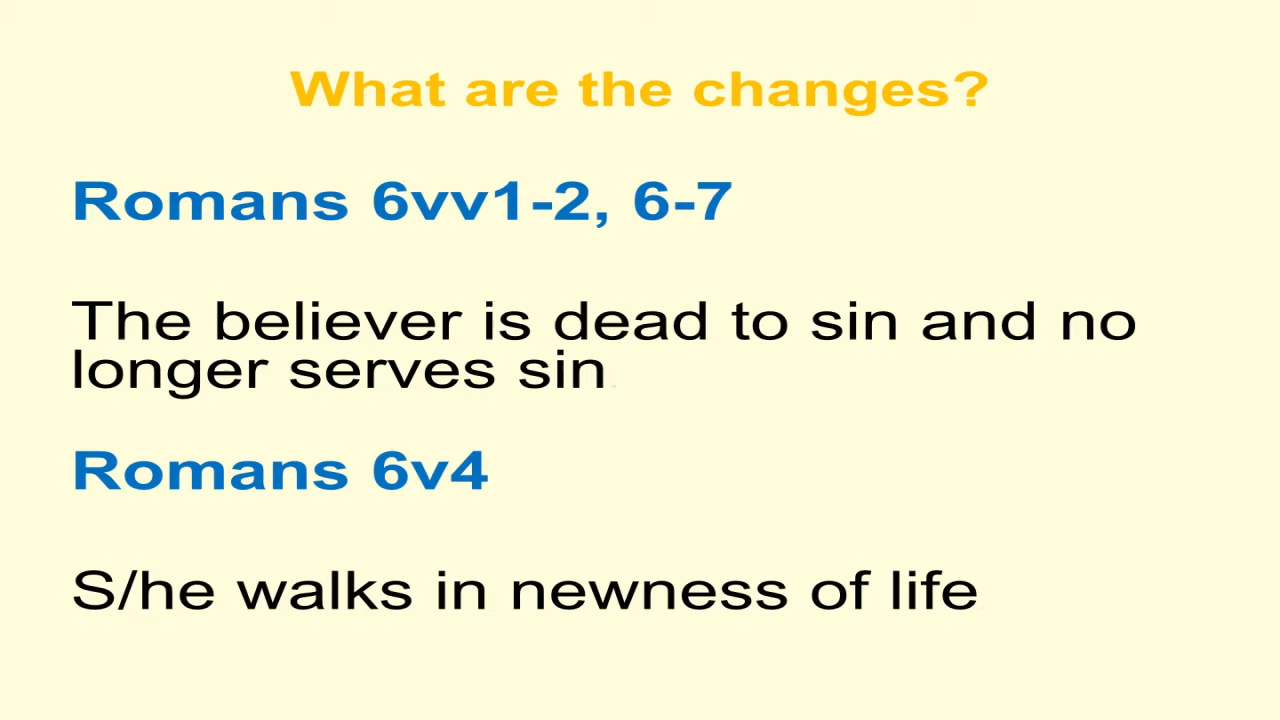 What are the changes?
Romans 6vv1-2, 6-7
The believer is dead to sin and no
longer serves sin.
Romans 6v4
S/he walks in newness of life